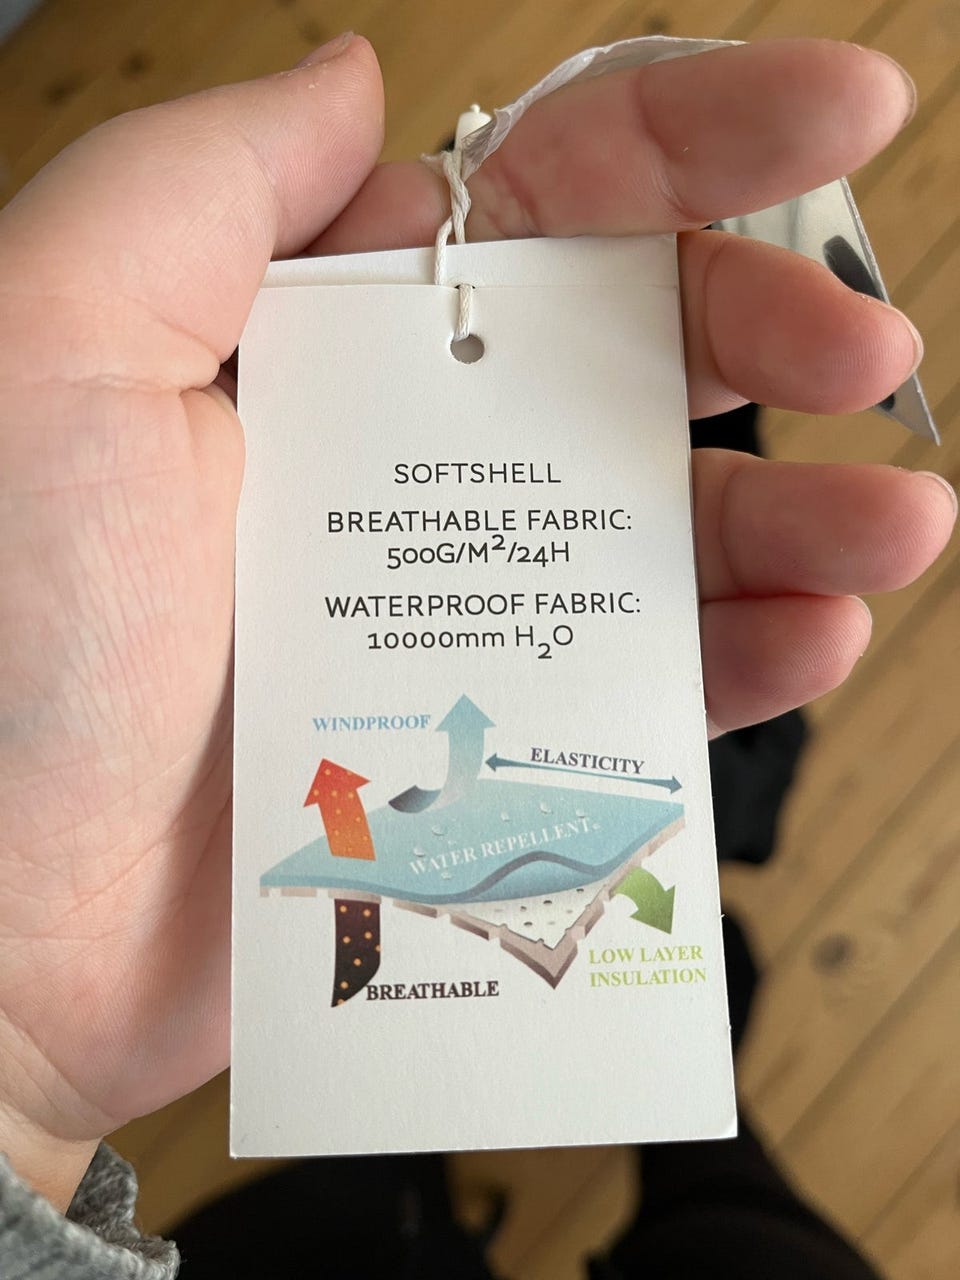 SOFTSHELL
BREATHABLE FABRIC:
500G/M²/24H
WATERPROOF FABRIC:
10000mm H₂O
WINDPROOF
ELASTICITY
WATER REPELLENT
BREATHABLE
LOW LAYER
INSULATION